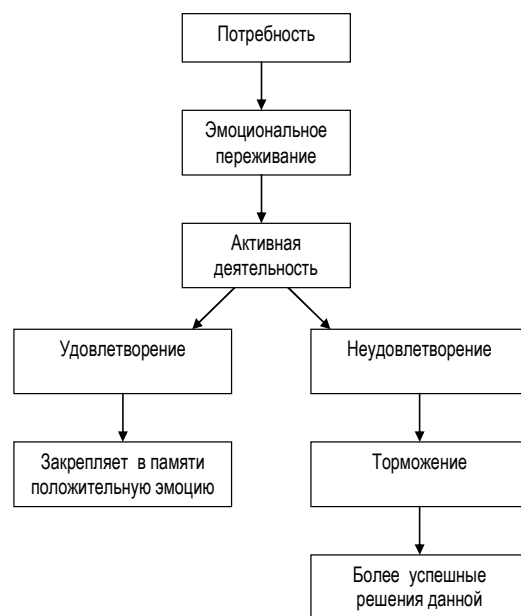 Потребность
Эмоциональное
переживание
Активная
деятельность
Удовлетворение
Неудовлетворение
Закрепляет в памяти
положительную эмоцию
Торможение
Более успешные
решения данной